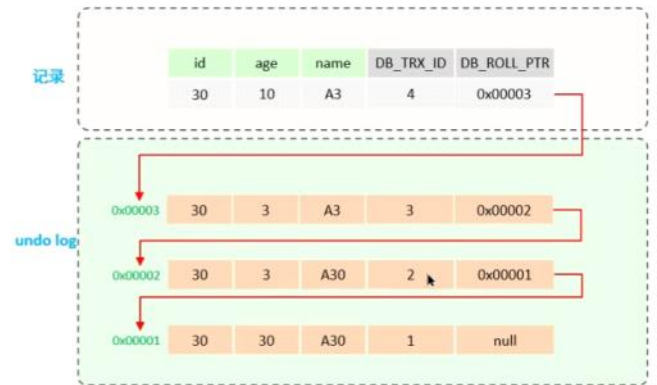 id age name DB_TRX_ID DB_ROLL_PTR
记录
30 10 A3 4 0x00003
0x00003 30 3 A3 3 0x00002
undo log
0x00002 30 3 A30 2 0x00001
0x00001 30 30 A30 1 null